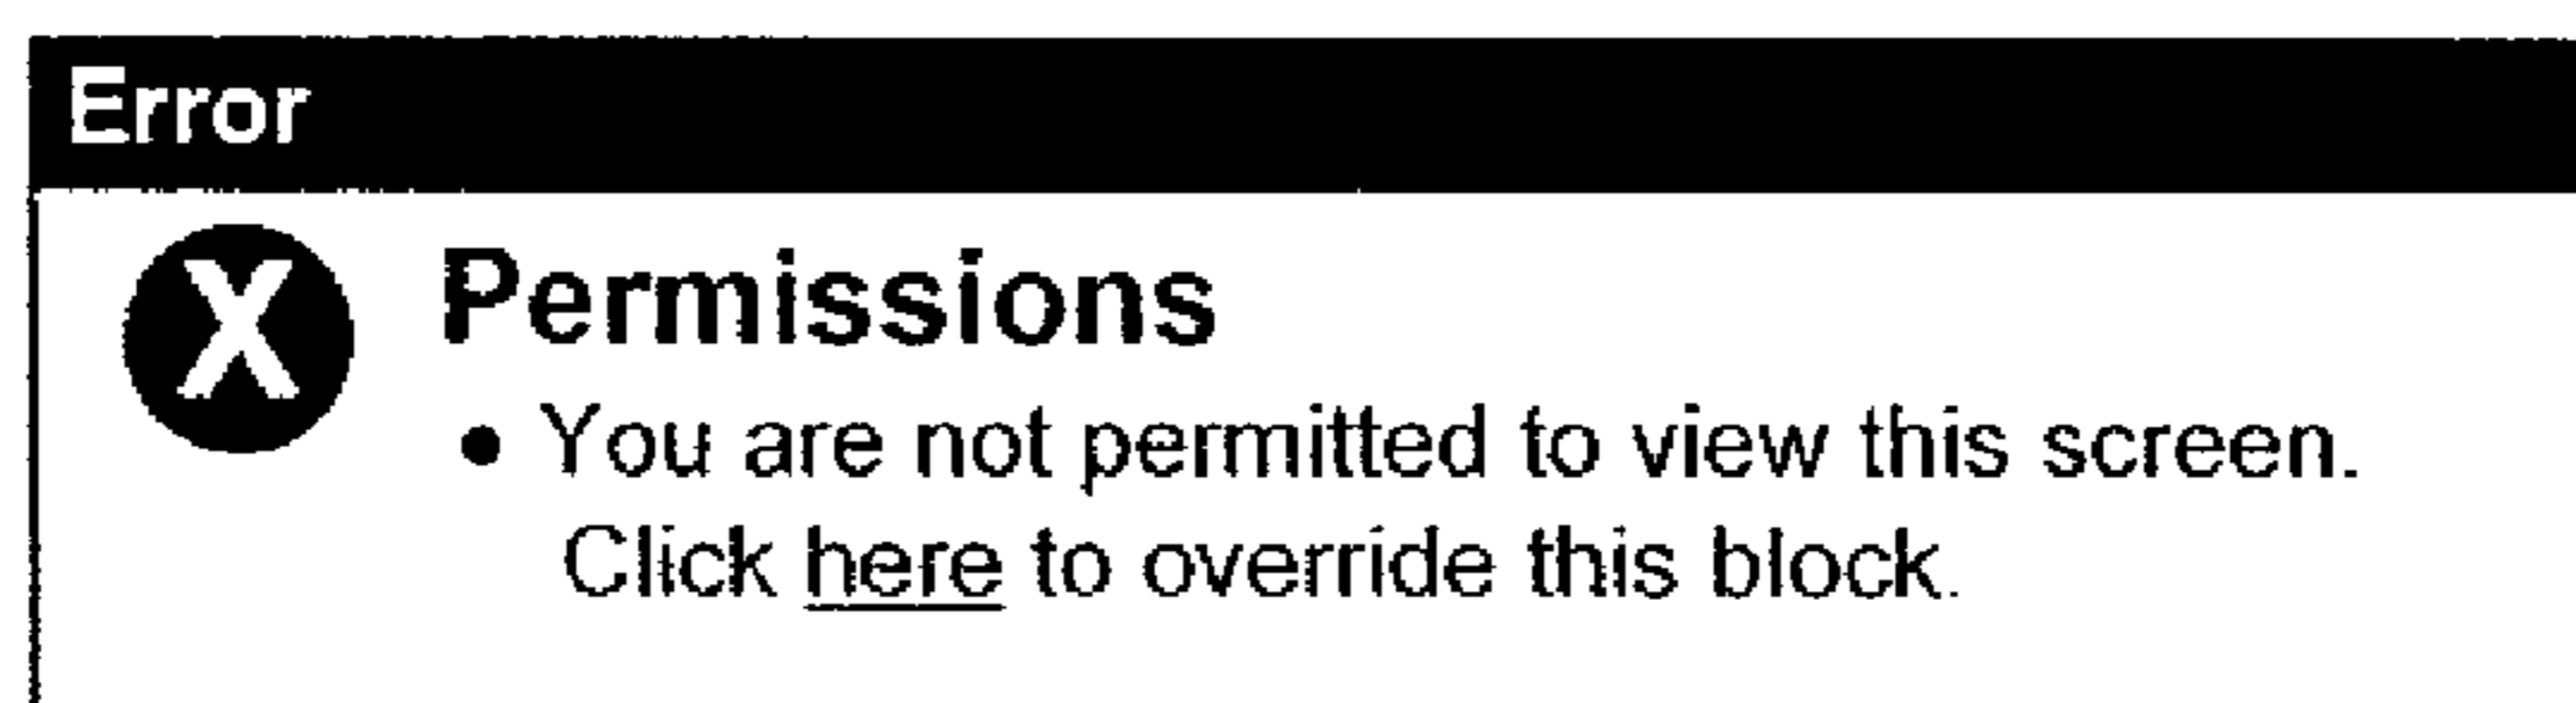 Error
X Permissions
• You are not permitted to view this screen.
Click here to override this block.